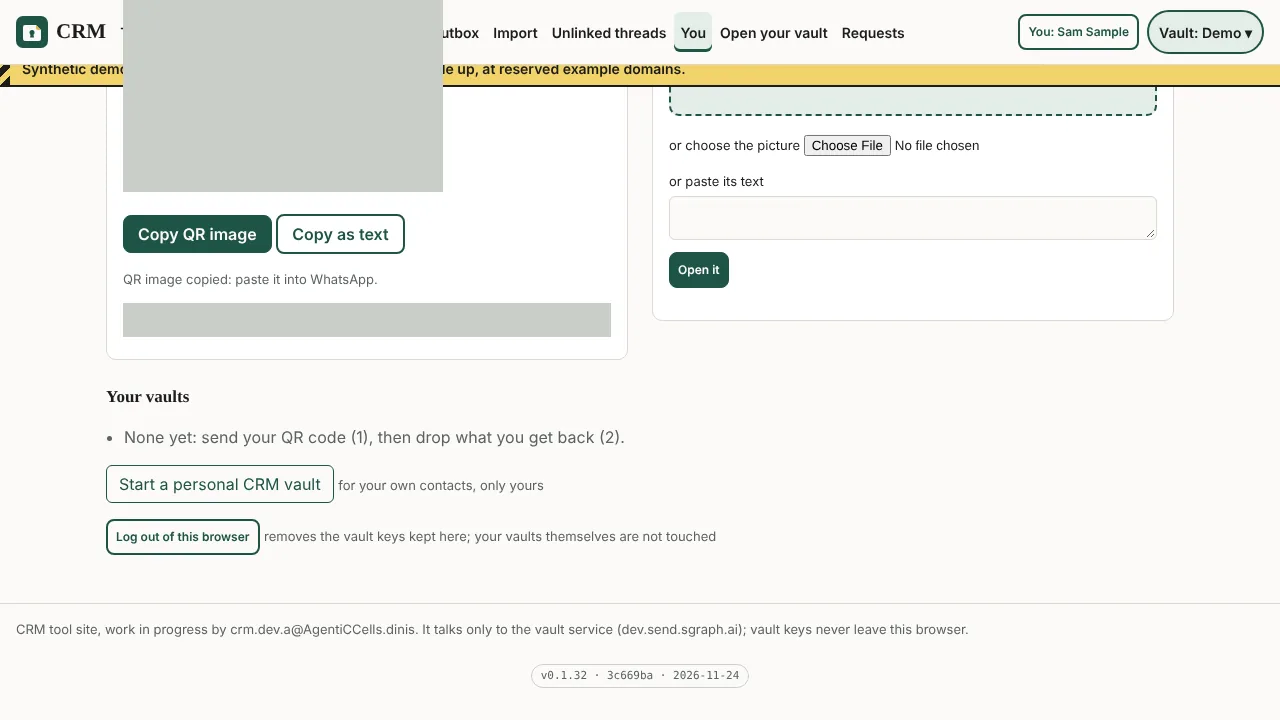 CRM
Import
Unlinked threads
You
Open your vault
Requests
You: Sam Sample
Vault: Demo ▾
up, at reserved example domains.
or choose the picture Choose File No file chosen
or paste its text
Copy QR image
Copy as text
Open it
QR image copied: paste it into WhatsApp.
Your vaults
• None yet: send your QR code (1), then drop what you get back (2).
Start a personal CRM vault for your own contacts, only yours
Log out of this browser removes the vault keys kept here; your vaults themselves are not touched
CRM tool site, work in progress by crm.dev.a@AgentiCCells.dinis. It talks only to the vault service (dev.send.sgraph.ai); vault keys never leave this browser.
v0.1.32 · 3c669ba · 2026-11-24